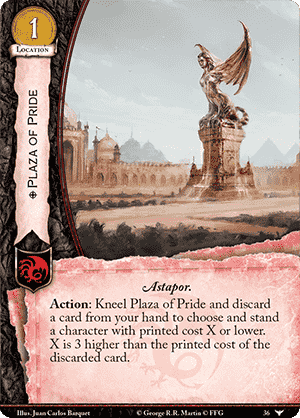 1
LOCATION
PLAZA OF PRIDE
Astapor.
Action: Kneel Plaza of Pride and discard
a card from your hand to choose and stand
a character with printed cost X or lower.
X is 3 higher than the printed cost of the
discarded card.
Illus. Juan Carlos Barquet
© George R.R. Martin © FFG
36